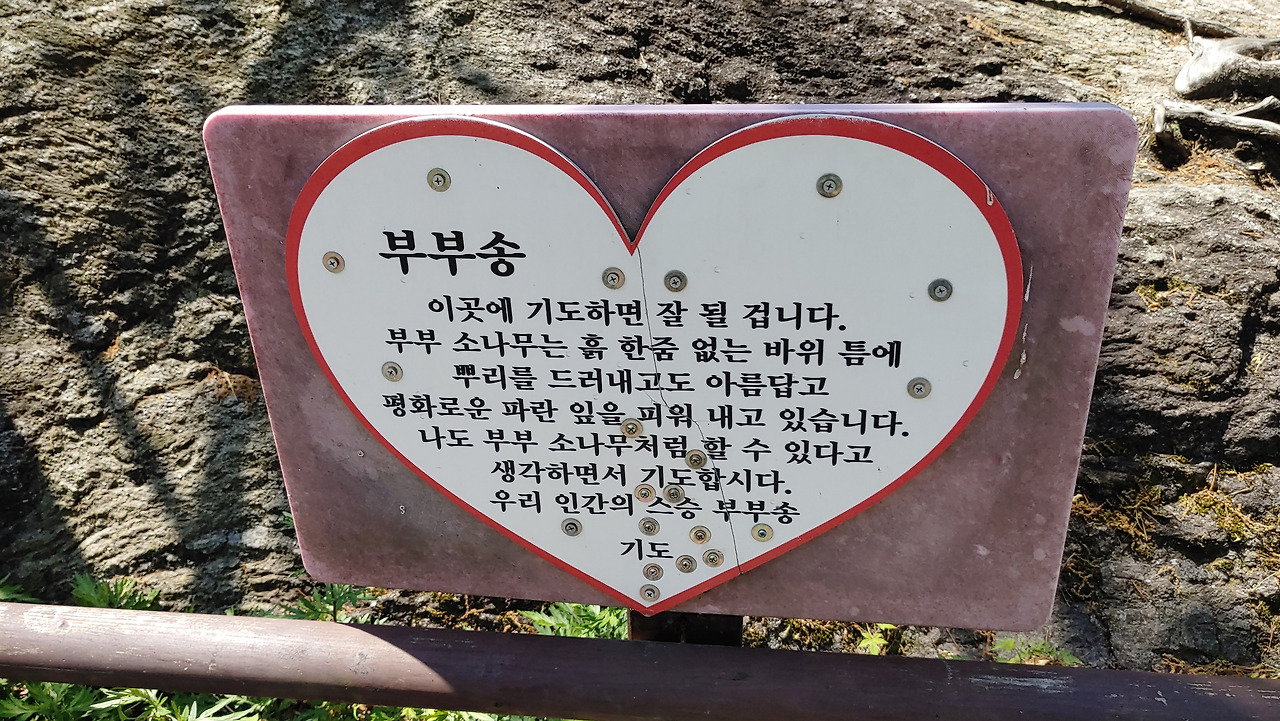 부부송
이곳에 기도하면 잘 될 겁니다.
부부 소나무는 흙 한줌 없는 바위 틈에
뿌리를 드러내고도 아름답고
평화로운 파란 잎을 피워 내고 있습니다.
나도 부부 소나무처럼 할 수 있다고
생각하면서 기도합시다.
우리 인간의 스승 부부송
기도